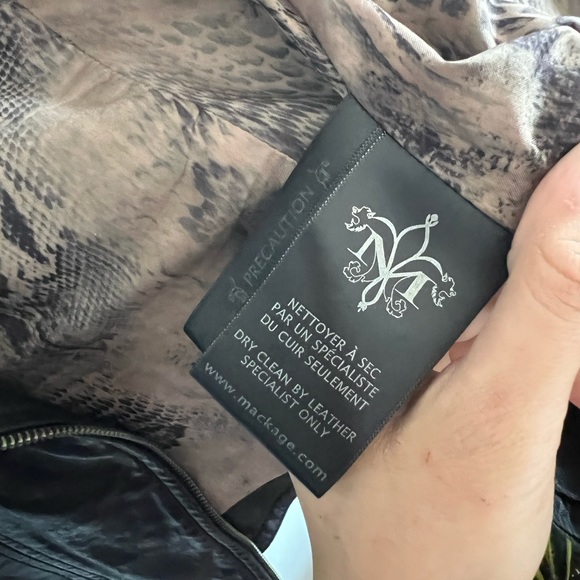 PRECAUTION
M
NETTOYER À SEC
PAR UN SPÉCIALISTE
DU CUIR SEULEMENT
DRY CLEAN BY LEATHER
SPECIALIST ONLY
www.mackage.com